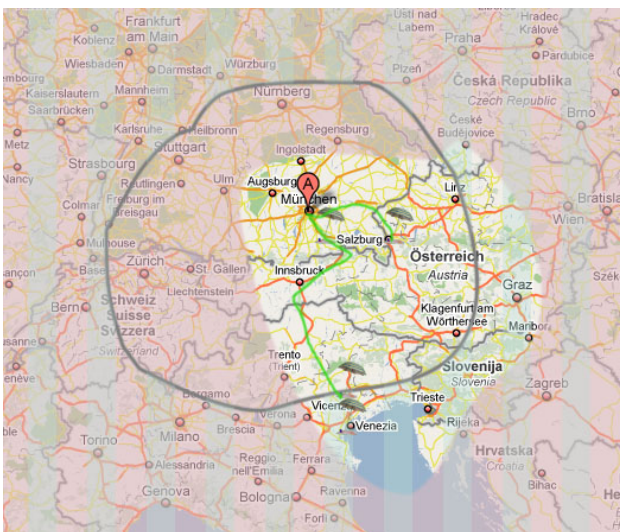 Frankfurt
am Main
Koblenz
Wiesbaden
Darmstadt
Würzburg
Kaiserslautern
Mannheim
Saarbrücken
Metz
Nancy
Karlsruhe
Heilbronn
Stuttgart
Strasbourg
Reutlingen
Ulm
Freiburg im
Breisgau
Colmar
Mulhouse
Nürnberg
Regensburg
Ingolstadt
Augsburg
A
München
Ústí nad
Labem
Praha
Plzeň
Hradec
Králové
Pardubice
Česká Republika
Czech Republic
České
Budějovice
Brno
Linz
Wien
Bratislava
Salzburg
Österreich
Austria
Graz
Innsbruck
Zürich
St Gallen
Liechtenstein
Bern
Schweiz
Suisse
Svizzera
Switzerland
Klagenfurt am
Wörthersee
Maribor
Slovenija
Slovenia
Zagreb
Trento
(Trient)
Bergamo
Vicenza
Verona
Venezia
Trieste
Rijeka
Hrvatska
Croatia
Bihac
Torino
Milano
Brescia
Alessandria
Genova
Reggio
nell'Emilia
Ferrara
Bologna
Ravenna
Forlì